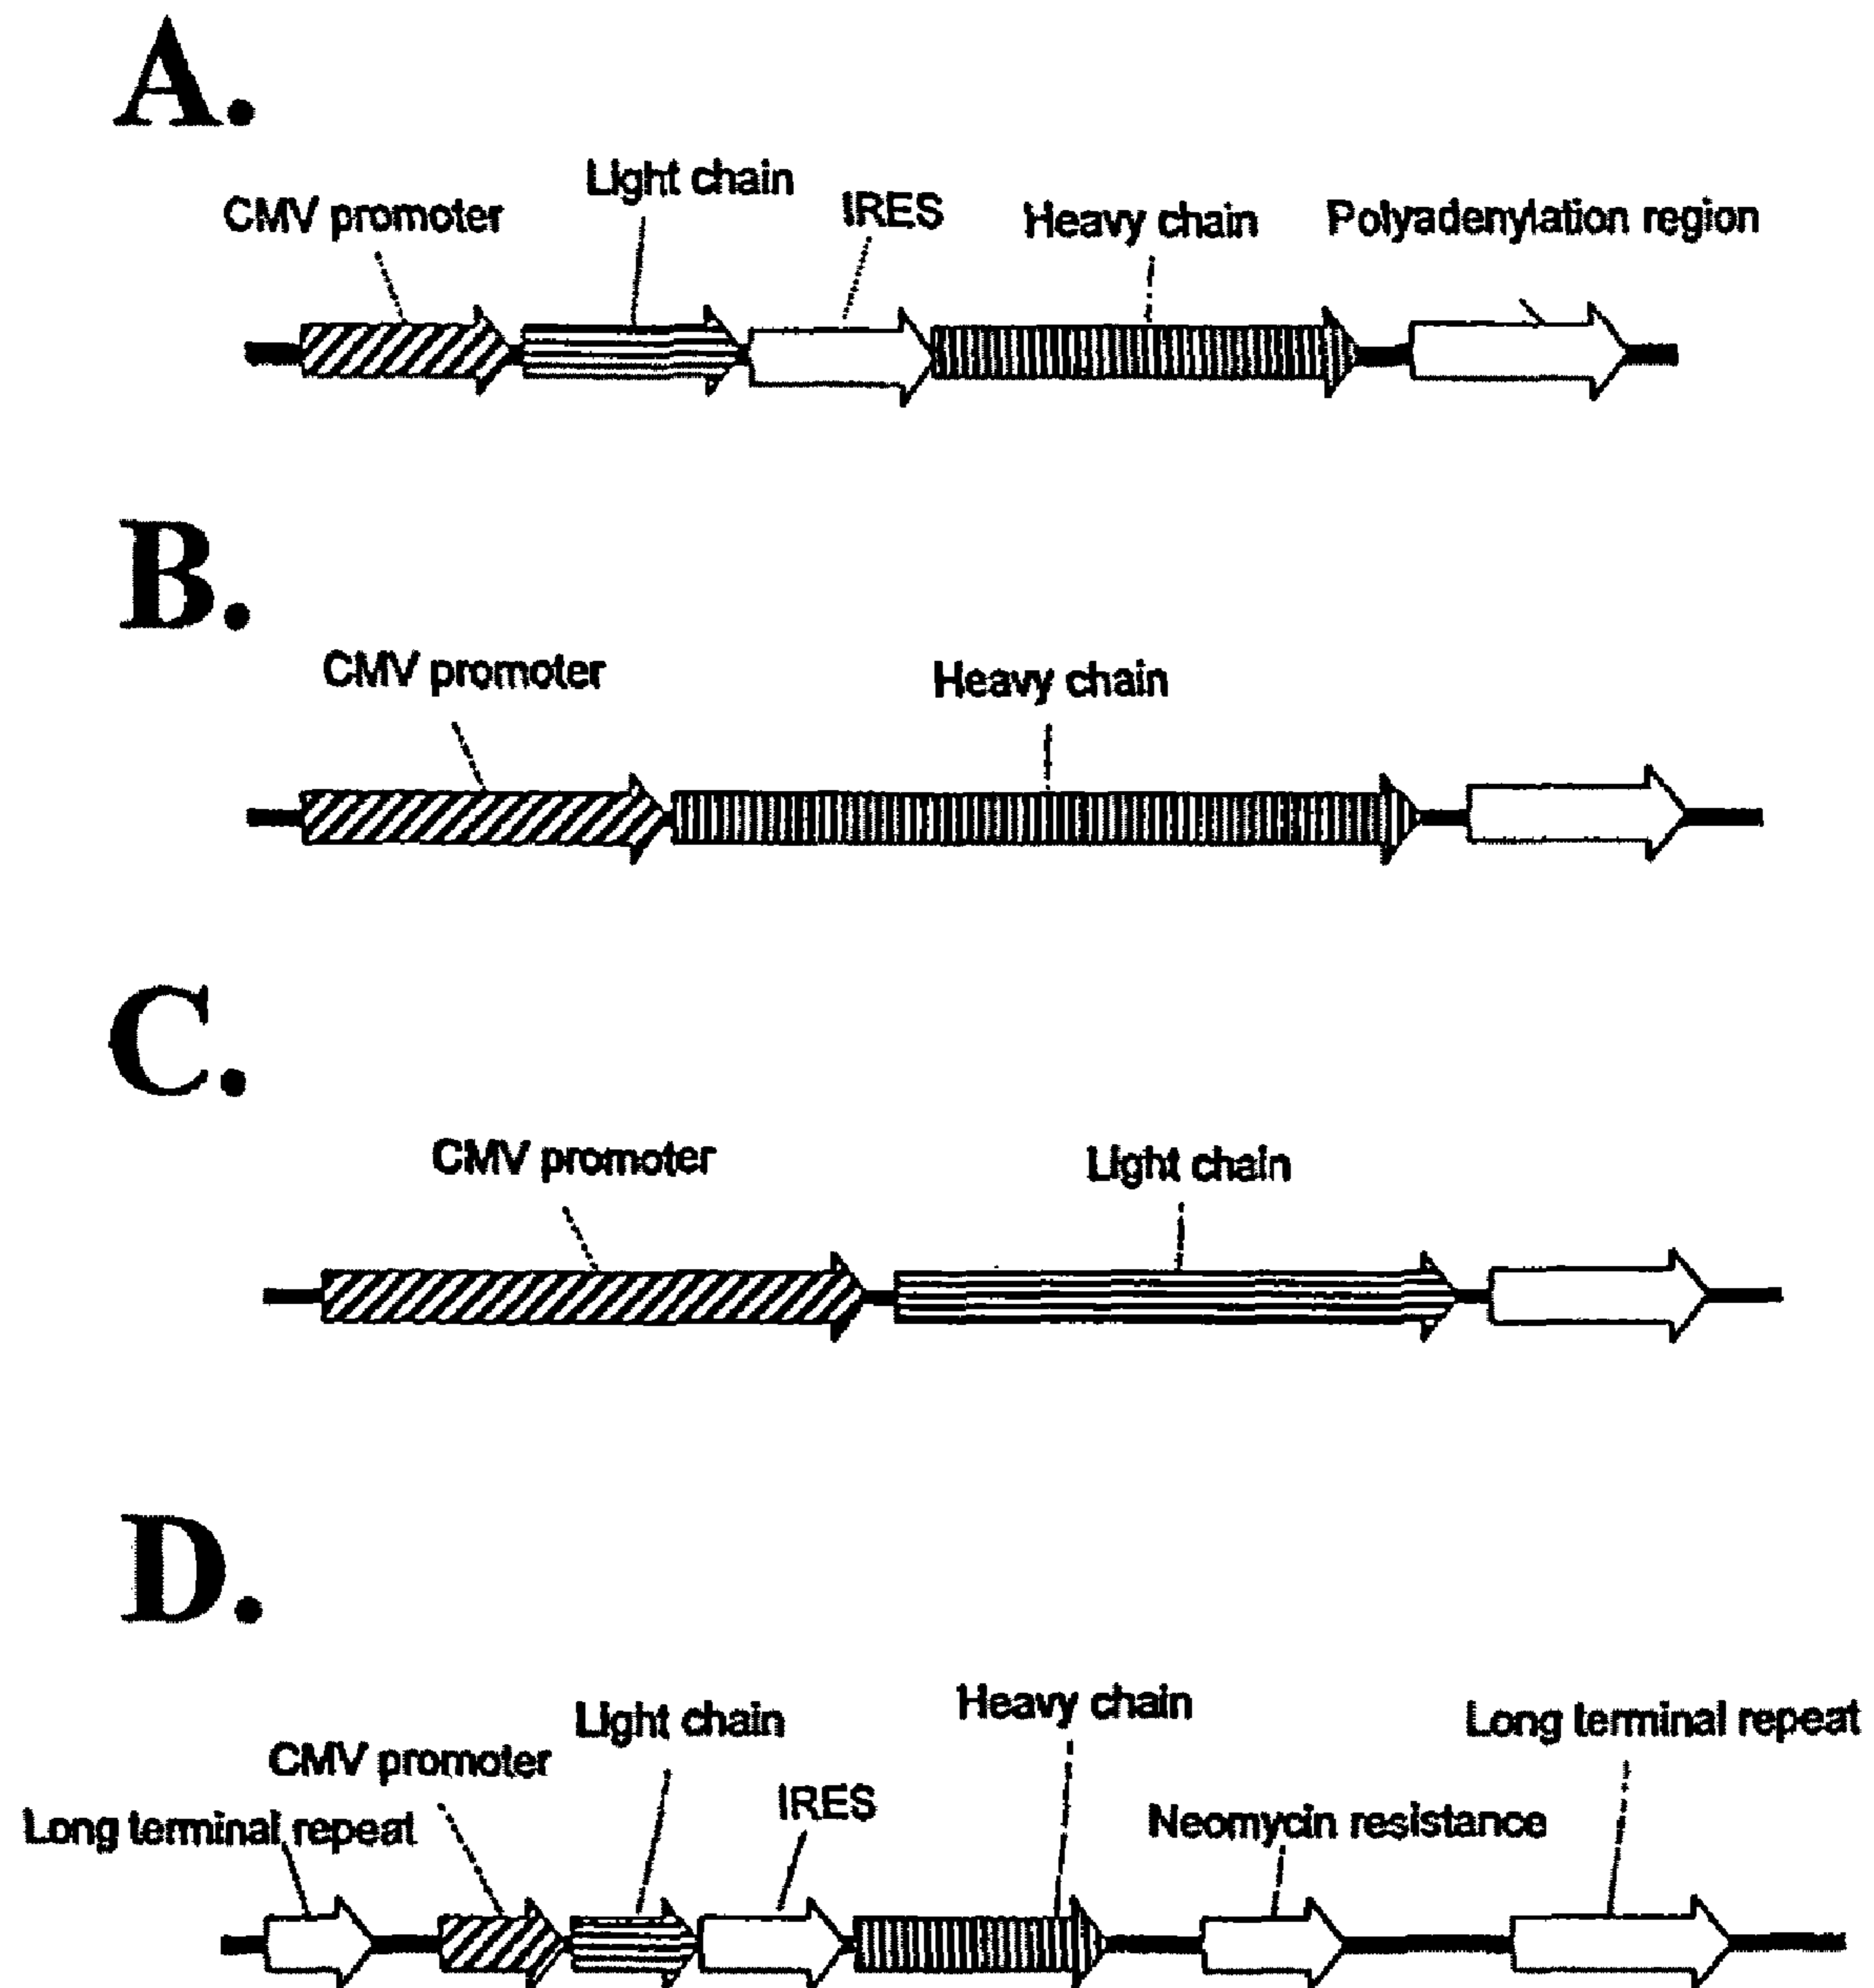 A.
Light chain
CMV promoter
IRES
Heavy chain
Polyadenylation region
B.
CMV promoter
Heavy chain
C.
CMV promoter
Light chain
D.
Heavy chain
Light chain
Long terminal repeat
CMV promoter
IRES
Neomycin resistance
Long terminal repeat